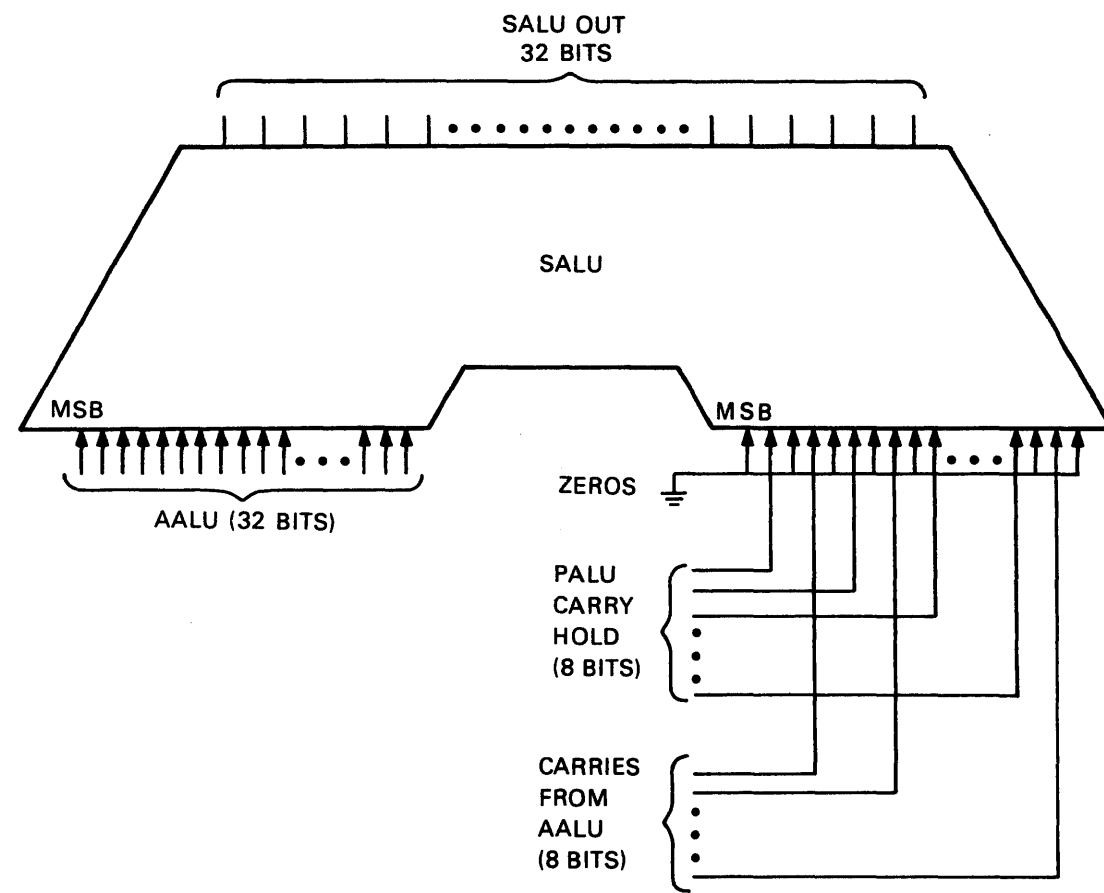 SALU OUT
32 BITS
SALU
MSB
MSB
ZEROS
AALU (32 BITS)
PALU
CARRY
HOLD
(8 BITS)
CARRIES
FROM
AALU
(8 BITS)